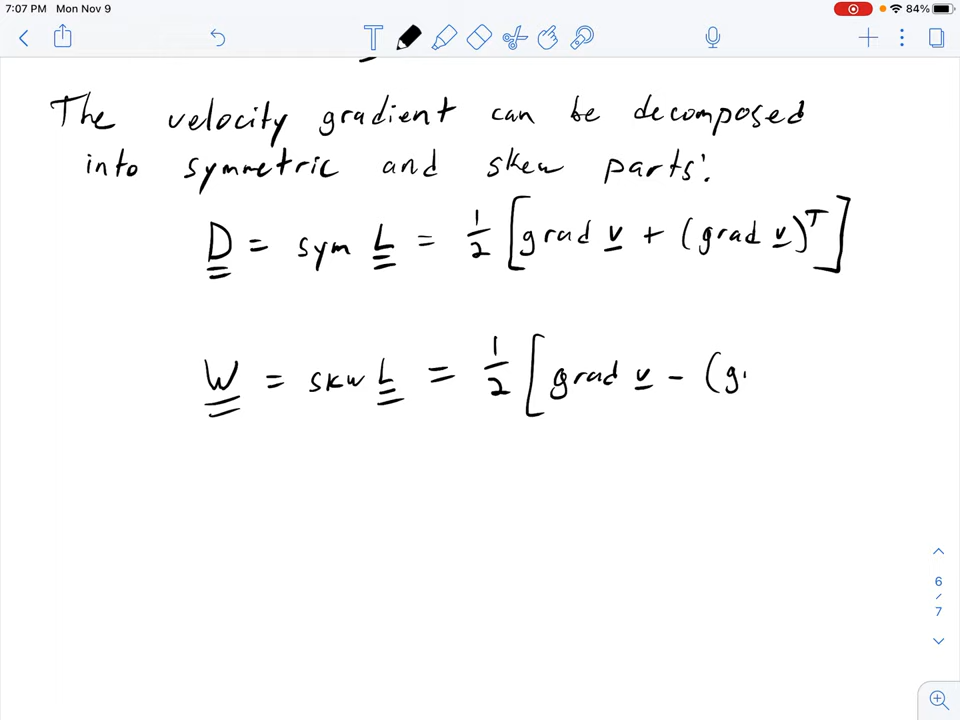 7:07 PM Mon Nov 9 84%
The velocity gradient can be decomposed
into symmetric and skew parts:
D = sym L = 1/2 [grad v + (grad v)^T]
W = skw L = 1/2 [grad v - (g
6
/
7